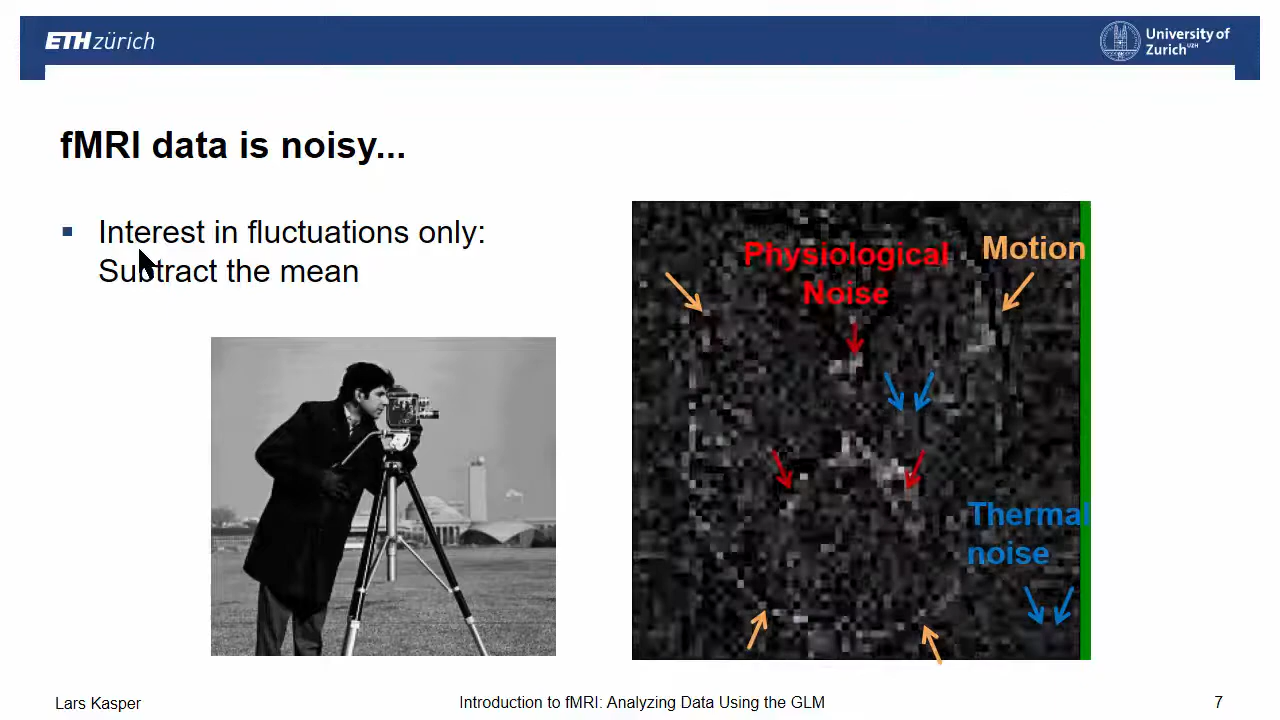 ETH zürich
University of
Zurich UZH
fMRI data is noisy...
Interest in fluctuations only:
Subtract the mean
Physiological
Noise
Motion
Thermal
noise
Lars Kasper
Introduction to fMRI: Analyzing Data Using the GLM
7